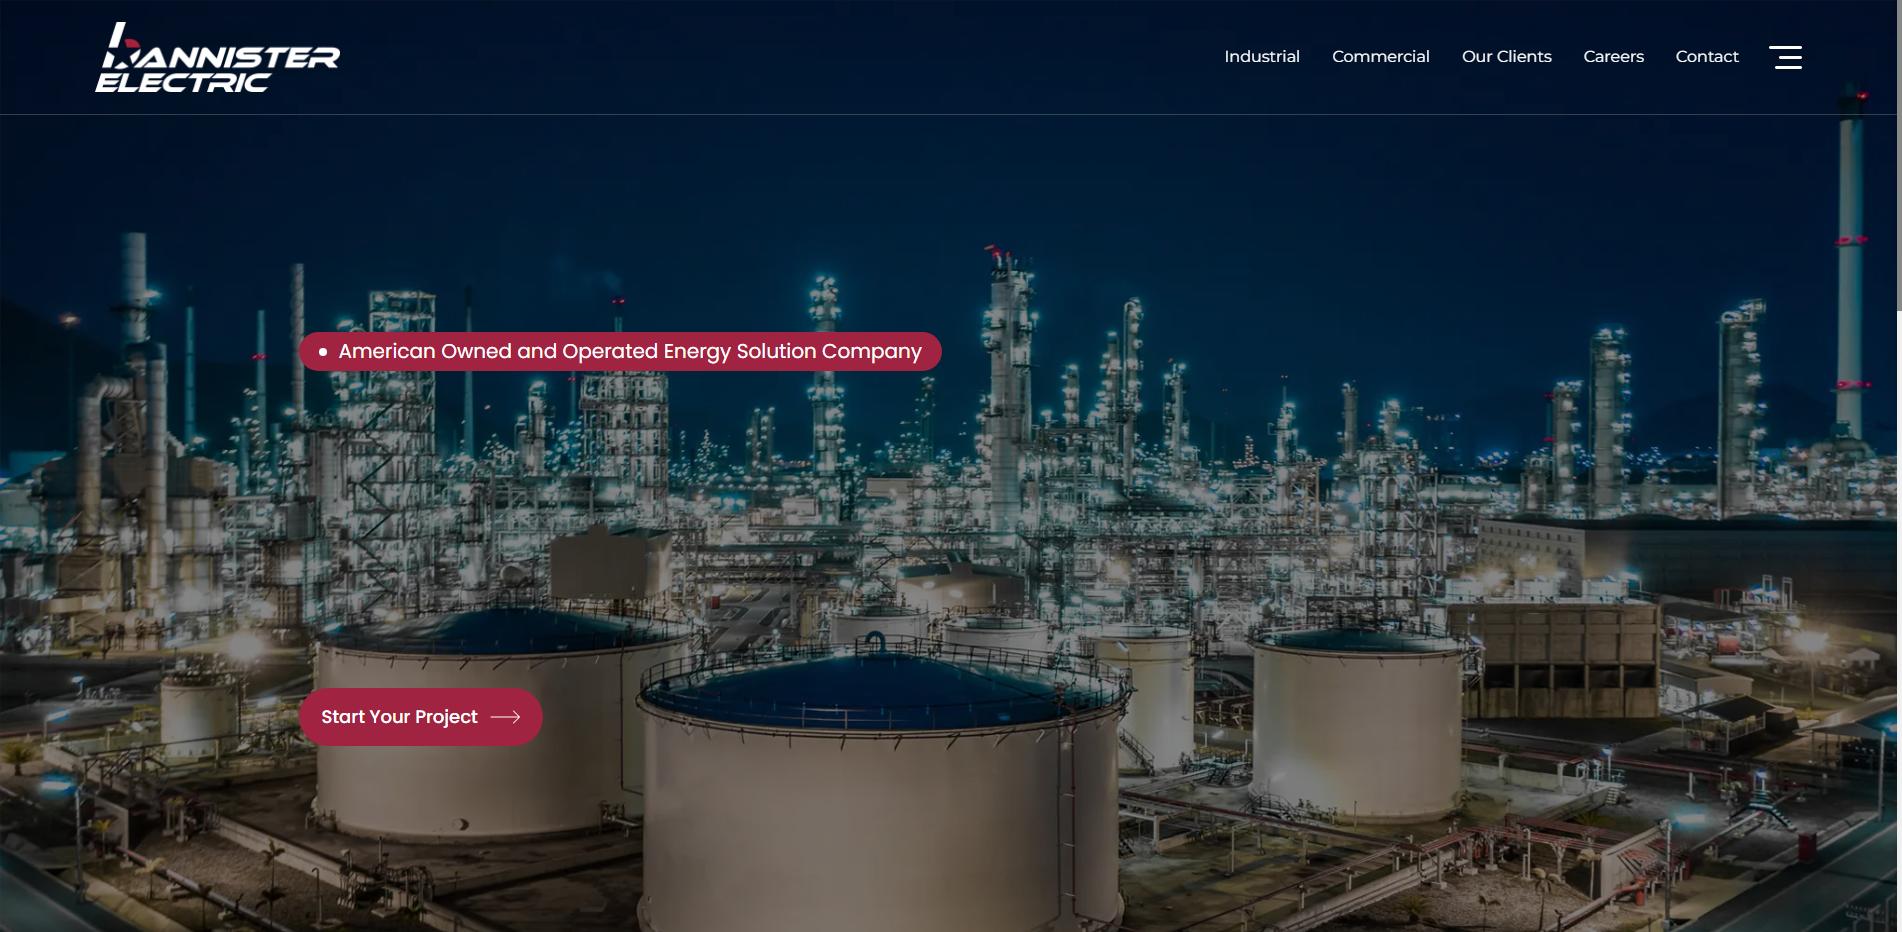 BANNISTER
ELECTRIC
Industrial
Commercial
Our Clients
Careers
Contact
American Owned and Operated Energy Solution Company
Start Your Project